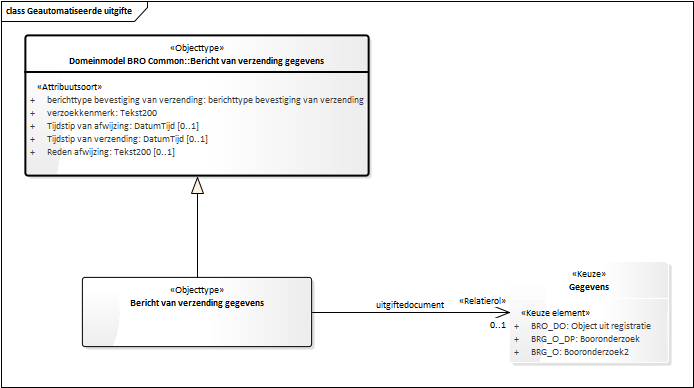 class Geautomatiseerde uitgifte
«Objecttype»
Domeinmodel BRO Common::Bericht van verzending gegevens
«Attribuutsoort»
+ berichttype bevestiging van verzending: berichttype bevestiging van verzending
+ verzoekkenmerk: Tekst200
+ Tijdstip van afwijzing: DatumTijd [0..1]
+ Tijdstip van verzending: DatumTijd [0..1]
+ Reden afwijzing: Tekst200 [0..1]
«Objecttype»
Bericht van verzending gegevens
uitgiftedocument
«Relatierol»
0..1
«Keuze»
Gegevens
«Keuze element»
+ BRO_DO: Object uit registratie
+ BRG_O_DP: Booronderzoek
+ BRG_O: Booronderzoek2